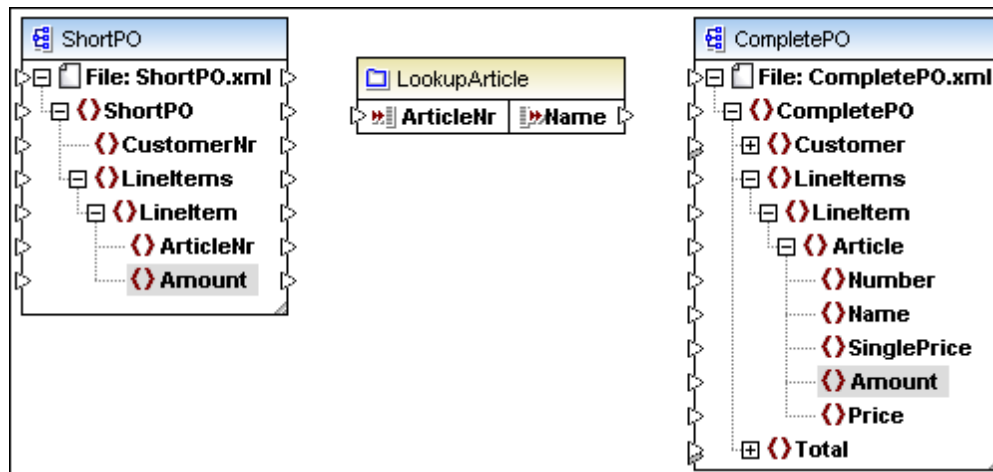 ShortPO
File: ShortPO.xml
ShortPO
CustomerNr
LineItems
LineItem
ArticleNr
Amount
LookupArticle
ArticleNr Name
CompletePO
File: CompletePO.xml
CompletePO
Customer
LineItems
LineItem
Article
Number
Name
SinglePrice
Amount
Price
Total